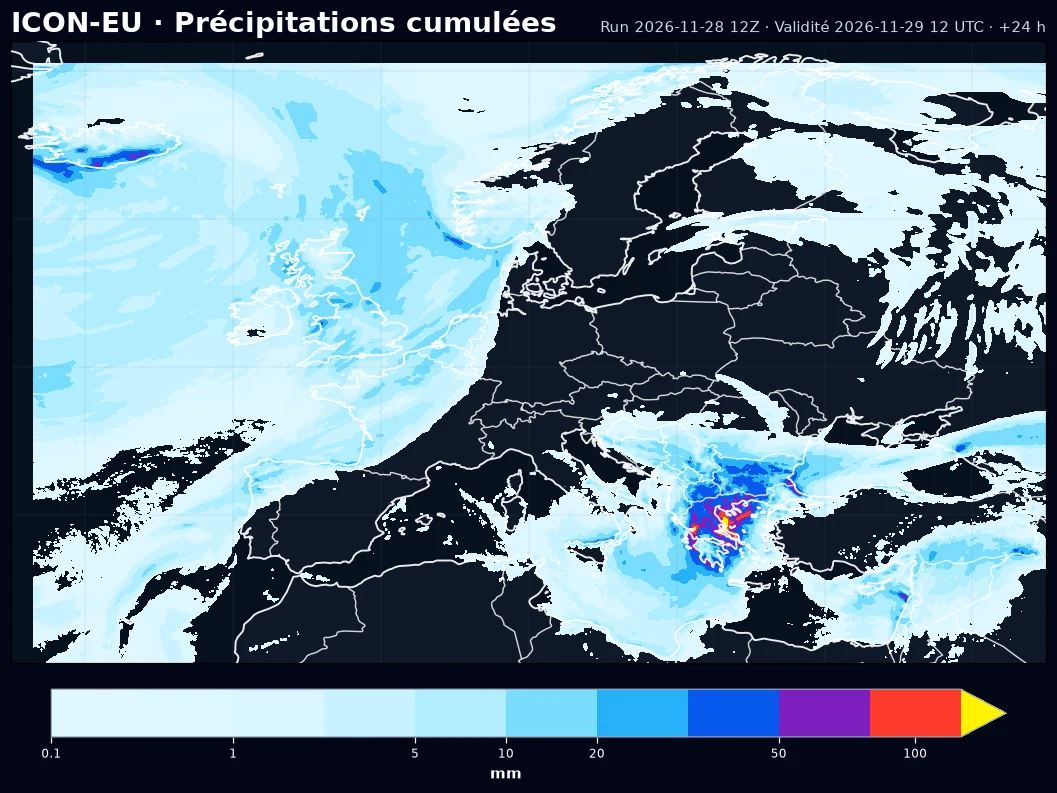 ICON-EU · Précipitations cumulées
Run 2026-11-28 12Z · Validité 2026-11-29 12 UTC · +24 h
0.1 1 5 10 20 50 100
mm